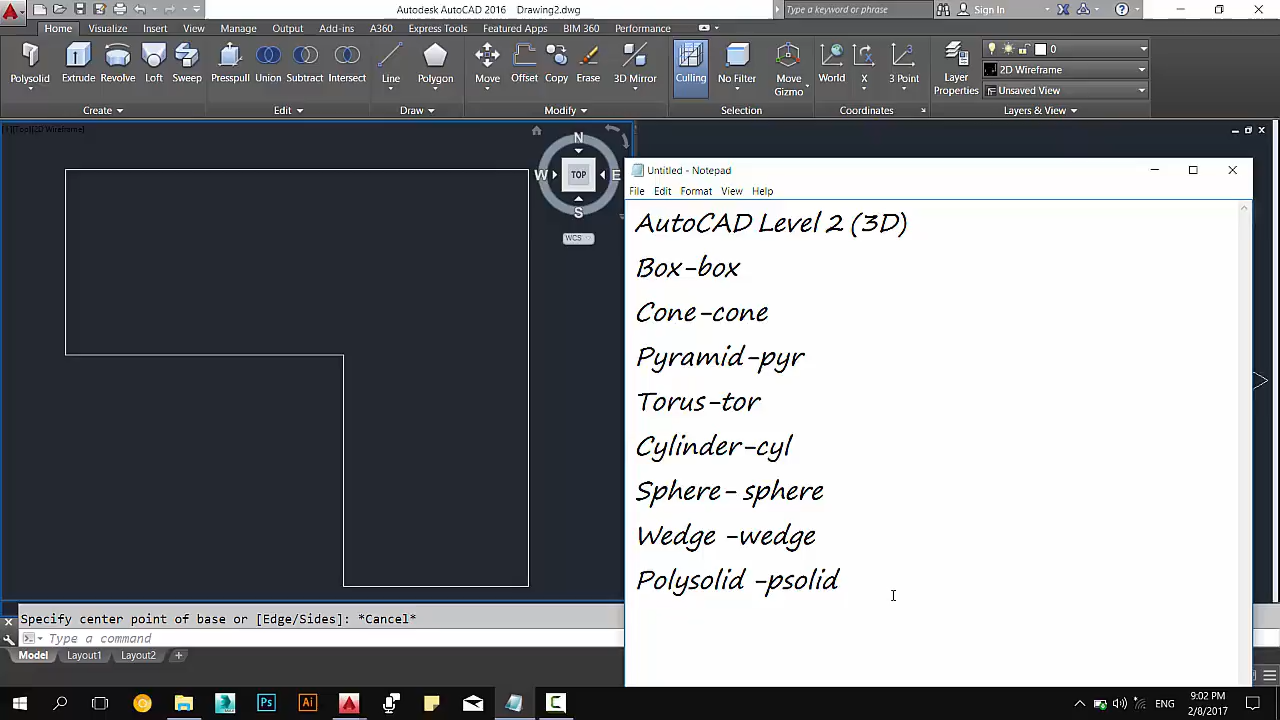 Autodesk AutoCAD 2016 Drawing2.dwg
Type a keyword or phrase
Sign In
Home Visualize Insert View Manage Output Add-ins A360 Express Tools Featured Apps BIM 360 Performance
Polysolid Extrude Revolve Loft Sweep Presspull Union Subtract Intersect Line Polygon Move Offset Copy Erase 3D Mirror Culling No Filter Move Gizmo World X 3 Point Layer Properties
0
2D Wireframe
Unsaved View
Create Edit Draw Modify Selection Coordinates Layers & View
[-][Top][2D Wireframe]
N
W TOP E
S
WCS
Untitled - Notepad
File Edit Format View Help
AutoCAD Level 2 (3D)
Box-box
Cone-cone
Pyramid-pyr
Torus-tor
Cylinder-cyl
Sphere- sphere
Wedge -wedge
Polysolid -psolid
Specify center point of base or [Edge/Sides]: *Cancel*
Type a command
Model Layout1 Layout2 +
Ps Ai
ENG
9:02 PM
2/8/2017